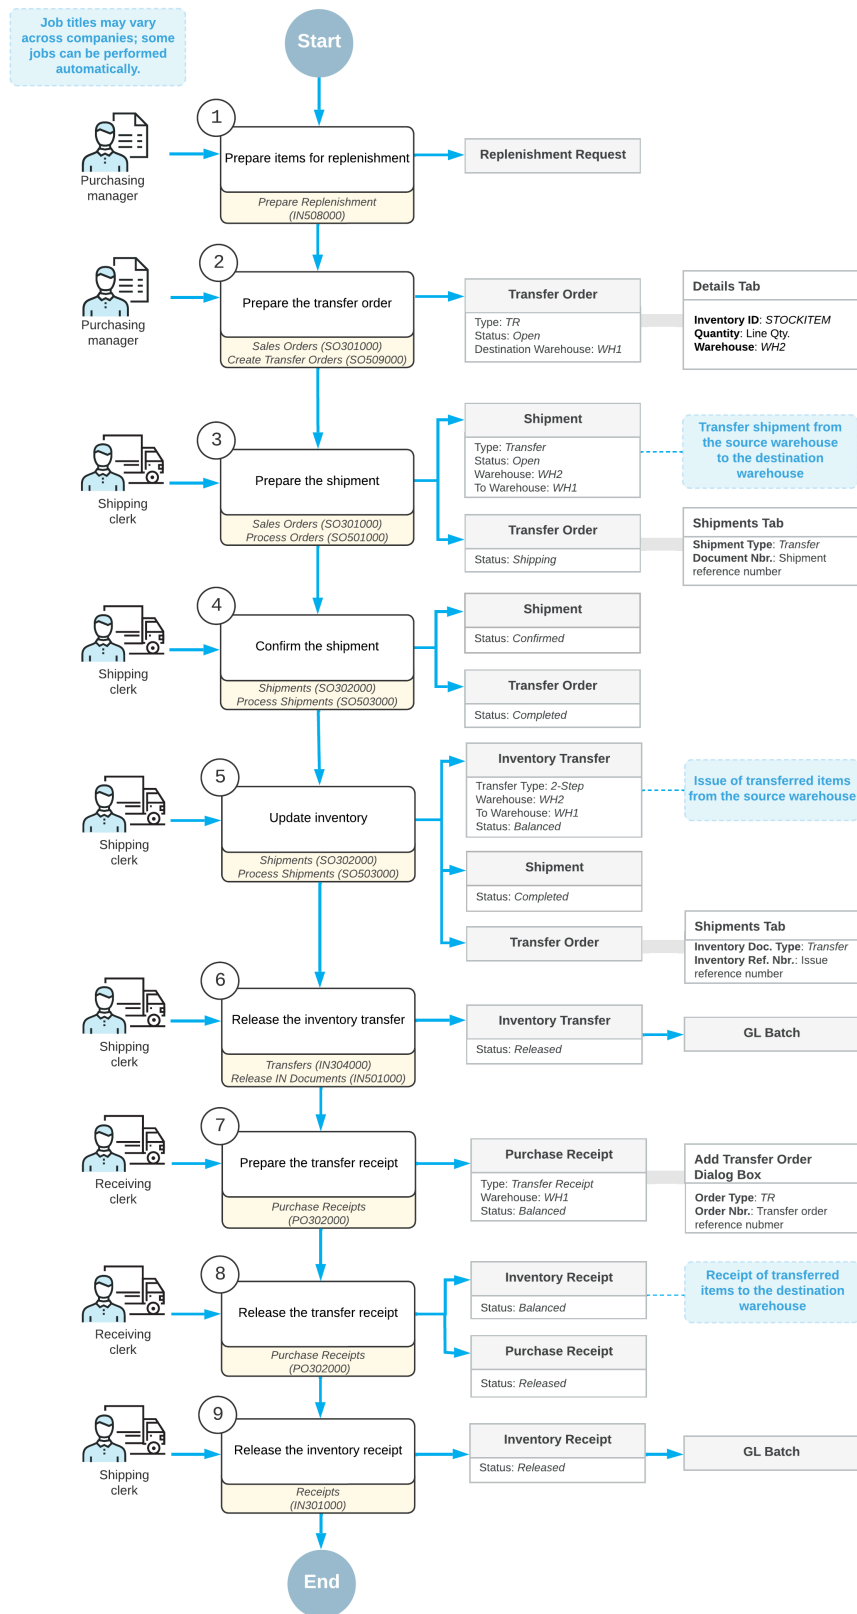 Job titles may vary
across companies; some
jobs can be performed
automatically.
Start
1
Prepare items for replenishment
Prepare Replenishment
(IN508000)
Purchasing
manager
Replenishment Request
2
Prepare the transfer order
Sales Orders (SO301000)
Create Transfer Orders (SO509000)
Purchasing
manager
Transfer Order
Type: TR
Status: Open
Destination Warehouse: WH1
Details Tab
Inventory ID: STOCKITEM
Quantity: Line Qty.
Warehouse: WH2
3
Prepare the shipment
Sales Orders (SO301000)
Process Orders (SO501000)
Shipping
clerk
Shipment
Type: Transfer
Status: Open
Warehouse: WH2
To Warehouse: WH1
Transfer shipment from
the source warehouse
to the destination
warehouse
Transfer Order
Status: Shipping
Shipments Tab
Shipment Type: Transfer
Document Nbr.: Shipment
reference number
4
Confirm the shipment
Shipments (SO302000)
Process Shipments (SO503000)
Shipping
clerk
Shipment
Status: Confirmed
Transfer Order
Status: Completed
5
Update inventory
Shipments (SO302000)
Process Shipments (SO503000)
Shipping
clerk
Inventory Transfer
Transfer Type: 2-Step
Warehouse: WH2
To Warehouse: WH1
Status: Balanced
Issue of transferred items
from the source warehouse
Shipment
Status: Completed
Transfer Order
Shipments Tab
Inventory Doc. Type: Transfer
Inventory Ref. Nbr.: Issue
reference number
6
Release the inventory transfer
Transfers (IN304000)
Release IN Documents (IN501000)
Shipping
clerk
Inventory Transfer
Status: Released
GL Batch
7
Prepare the transfer receipt
Purchase Receipts
(PO302000)
Receiving
clerk
Purchase Receipt
Type: Transfer Receipt
Warehouse: WH1
Status: Balanced
Add Transfer Order
Dialog Box
Order Type: TR
Order Nbr.: Transfer order
reference nubmer
8
Release the transfer receipt
Purchase Receipts
(PO302000)
Receiving
clerk
Inventory Receipt
Status: Balanced
Receipt of transferred
items to the destination
warehouse
Purchase Receipt
Status: Released
9
Release the inventory receipt
Receipts
(IN301000)
Shipping
clerk
Inventory Receipt
Status: Released
GL Batch
End